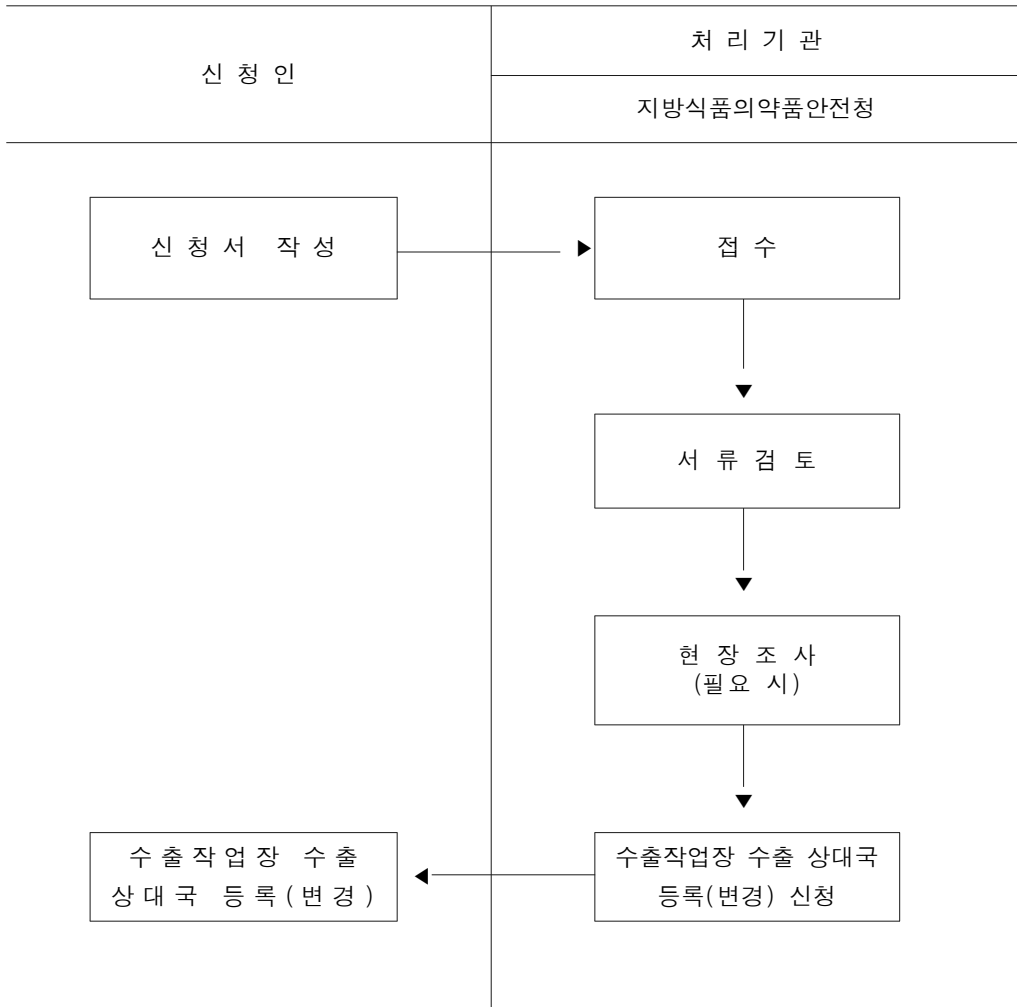 신 청 인
처 리 기 관
지방식품의약품안전청
신 청 서 작 성
접 수
서 류 검 토
현 장 조 사
(필요 시)
수 출 작 업 장 수 출
상 대 국 등 록 ( 변 경 )
수출작업장 수출 상대국
등록(변경) 신청